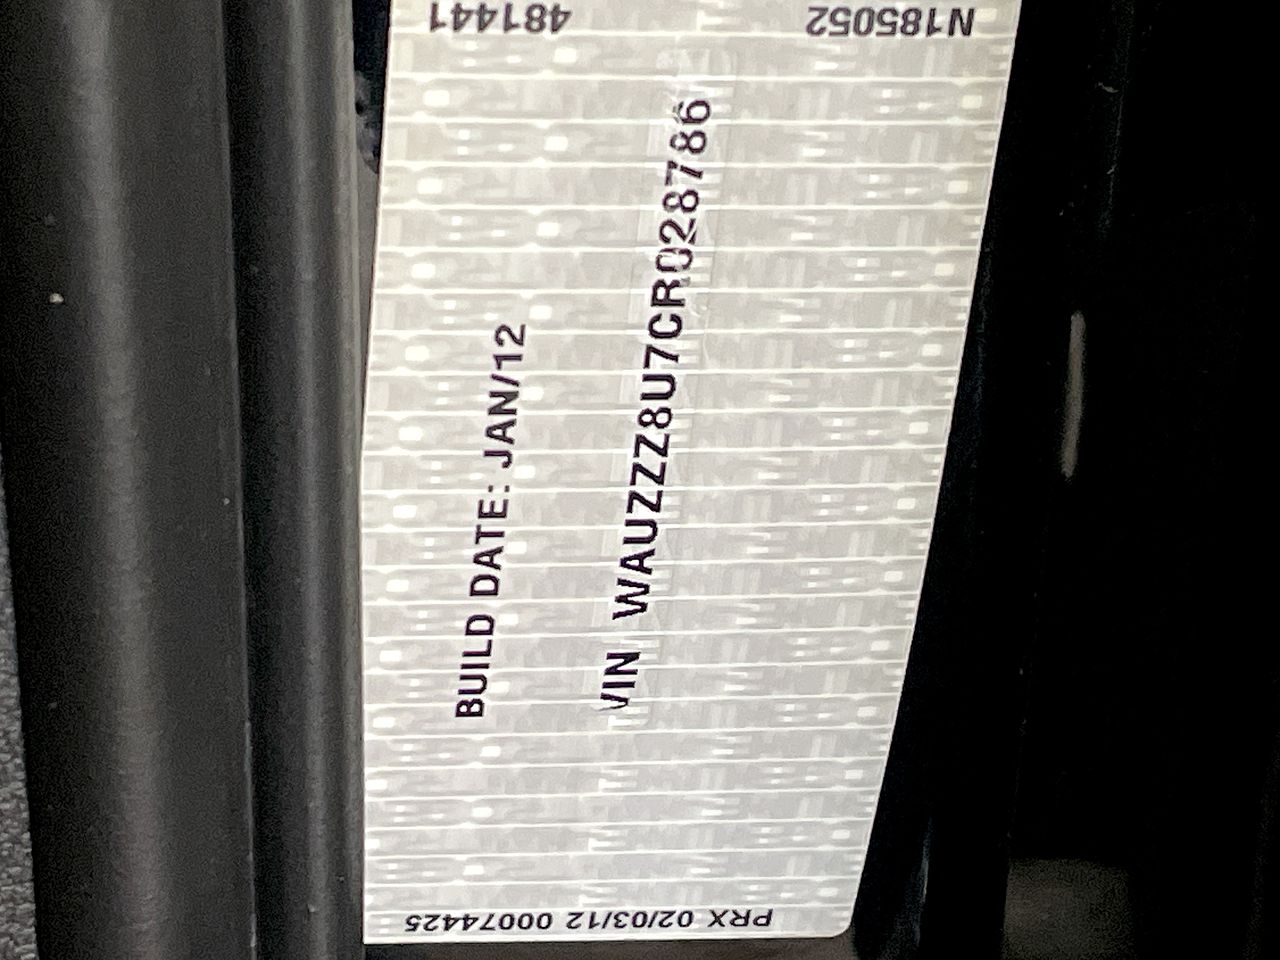 481441
N185052
BUILD DATE: JAN/12
VIN WAUZZZ8U7CR028786
PRX 02/03/12 00074425